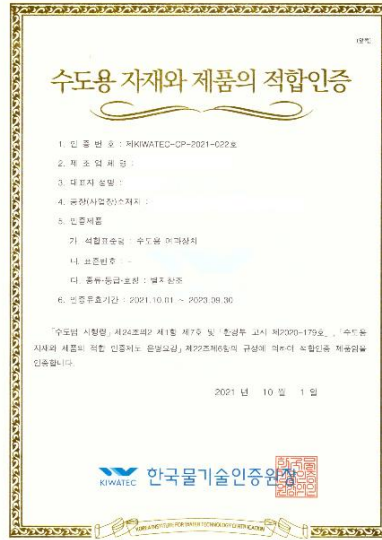 수도용 자재와 제품의 적합인증
1. 인 증 번 호 : 제KIWATEC-CP-2021-022호
2. 제 조 업 체 명 :
3. 대표자 성명 :
4. 공장(사업장)소재지 :
5. 인증제품
가. 적합표준명 : 수도용 여과장치
나. 표준번호 : -
다. 종류·등급·호칭 : 별지참조
6. 인증유효기간 : 2021.10.01 ~ 2023.09.30
「수도법 시행령」 제24조의2 제1항 제7호 및 「환경부 고시 제2020-179호」, 「수도용
자재와 제품의 적합 인증제도 운영요강」 제22조제6항의 규정에 의하여 적합인증 제품임을
인증합니다.
2021 년 10 월 1 일
KIWATEC 한국물기술인증원장
KOREA INSTITUTE FOR WATER TECHNOLOGY CERTIFICATION